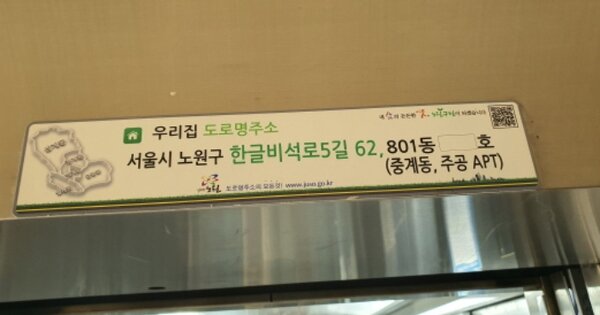 우리집 도로명주소
서울시 노원구 한글비석로5길 62, 801동 호
(중계동, 주공 APT)
도로명주소의 모든것! www.juso.go.kr